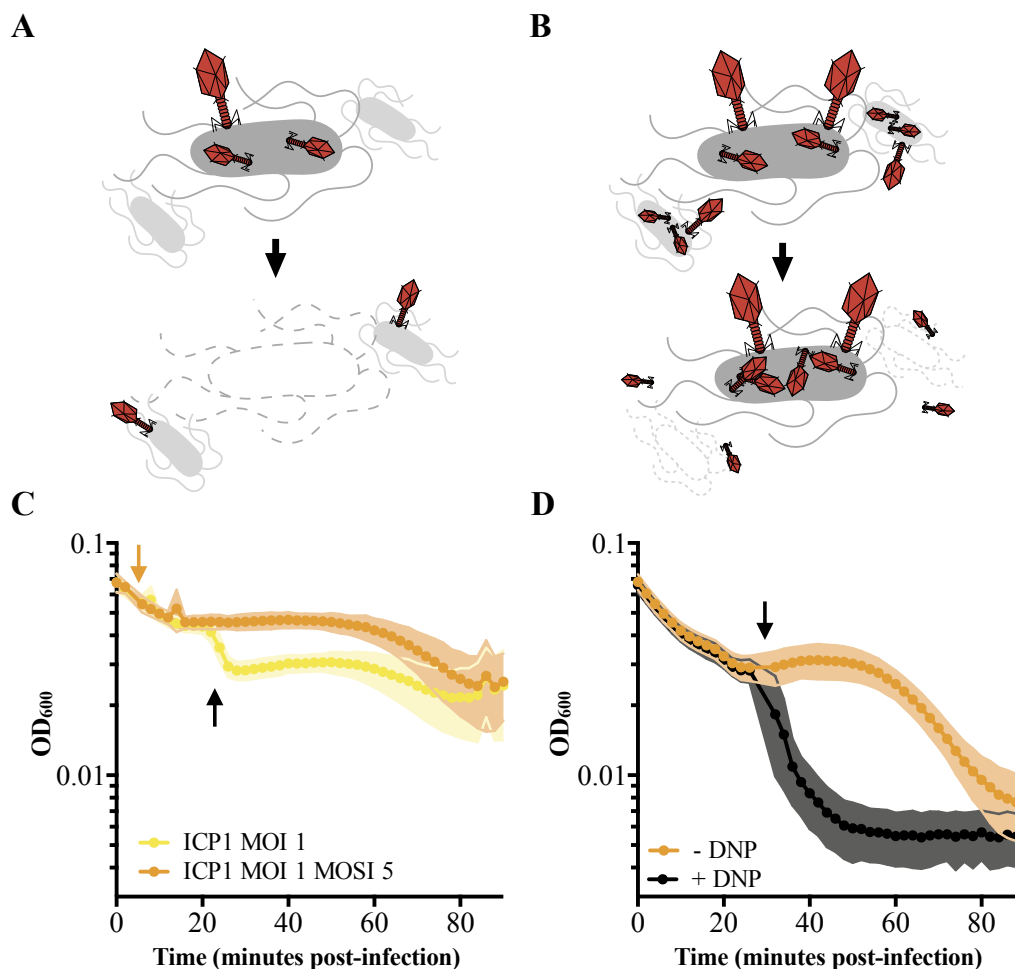 A
B
C
0.1
0.01
OD600
ICP1 MOI 1
ICP1 MOI 1 MOSI 5
0 20 40 60 80
Time (minutes post-infection)
D
0.1
0.01
OD600
- DNP
+ DNP
0 20 40 60 80
Time (minutes post-infection)